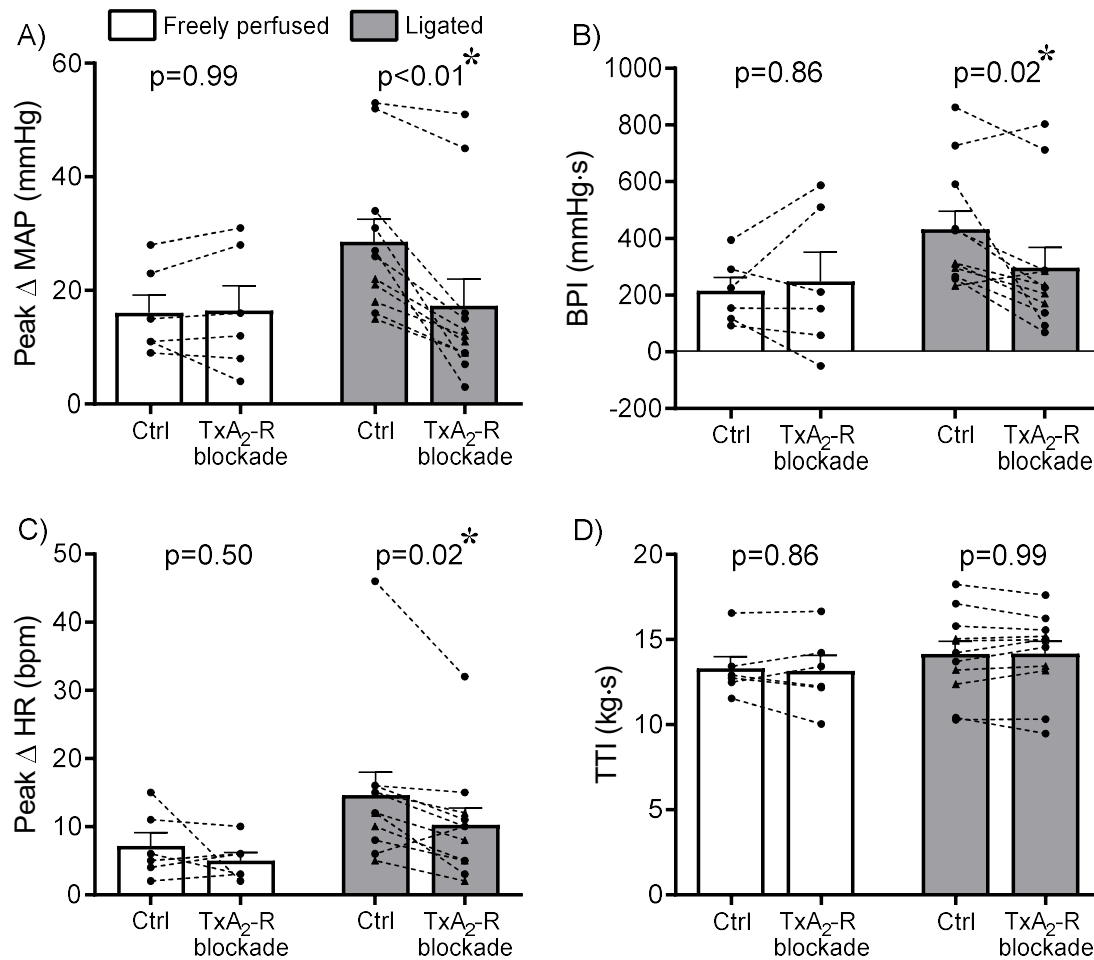 Freely perfused
Ligated
A)
Peak Δ MAP (mmHg)
60
40
20
0
p=0.99
p<0.01*
Ctrl
TxA2-R blockade
Ctrl
TxA2-R blockade
B)
BPI (mmHg·s)
1000
800
600
400
200
0
-200
p=0.86
p=0.02*
Ctrl
TxA2-R blockade
Ctrl
TxA2-R blockade
C)
Peak Δ HR (bpm)
50
40
30
20
10
0
p=0.50
p=0.02*
Ctrl
TxA2-R blockade
Ctrl
TxA2-R blockade
D)
TTI (kg·s)
20
15
10
5
0
p=0.86
p=0.99
Ctrl
TxA2-R blockade
Ctrl
TxA2-R blockade